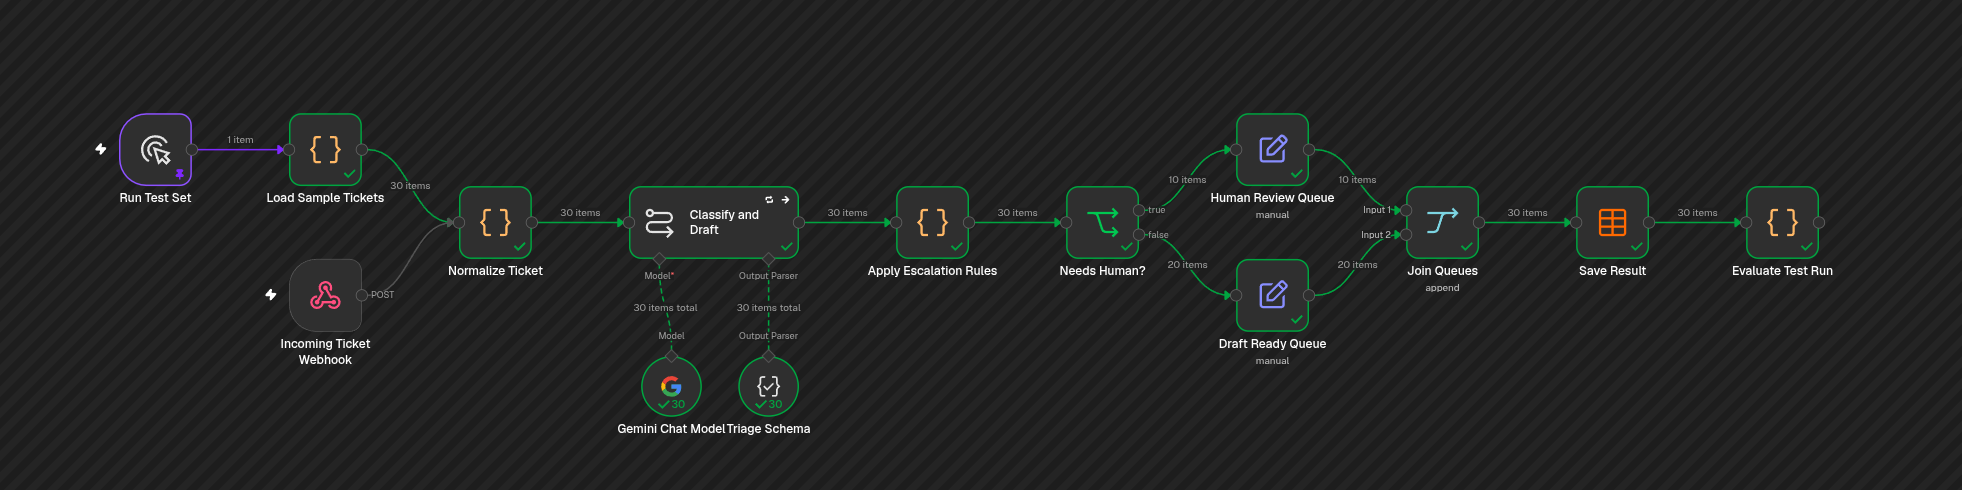 1 item
Run Test Set
Load Sample Tickets
30 items
POST
Incoming Ticket
Webhook
Normalize Ticket
30 items
Classify and
Draft
Model*
Output Parser
30 items total
30 items total
Model
Output Parser
30
30
Gemini Chat Model
Triage Schema
30 items
Apply Escalation Rules
30 items
true
false
Needs Human?
10 items
20 items
Human Review Queue
manual
Draft Ready Queue
manual
10 items
20 items
Input 1
Input 2
Join Queues
append
30 items
Save Result
30 items
Evaluate Test Run